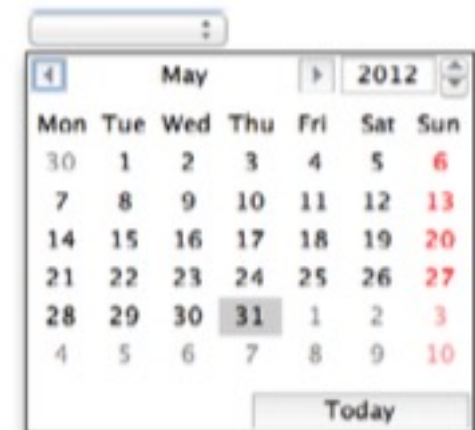 May 2012
Mon Tue Wed Thu Fri Sat Sun
30 1 2 3 4 5 6
7 8 9 10 11 12 13
14 15 16 17 18 19 20
21 22 23 24 25 26 27
28 29 30 31 1 2 3
4 5 6 7 8 9 10
Today